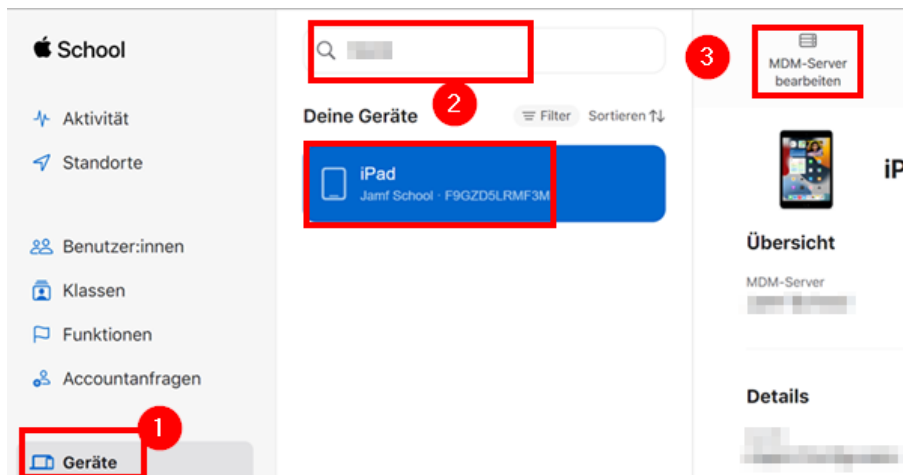 School
Aktivität
Standorte
Benutzer:innen
Klassen
Funktionen
Accountanfragen
1
Geräte
2
Deine Geräte
Filter Sortieren
iPad
Jamf School · F9GZD5LRMF3M
3
MDM-Server
bearbeiten
iP
Übersicht
MDM-Server
Details